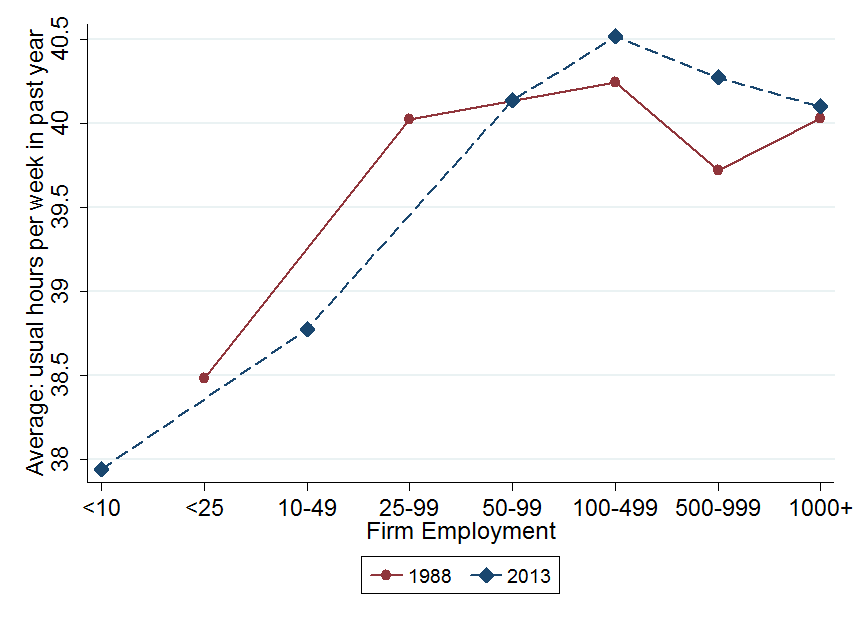 Average: usual hours per week in past year
40.5
40
39.5
39
38.5
38
<10 <25 10-49 25-99 50-99 100-499 500-999 1000+
Firm Employment
1988 2013